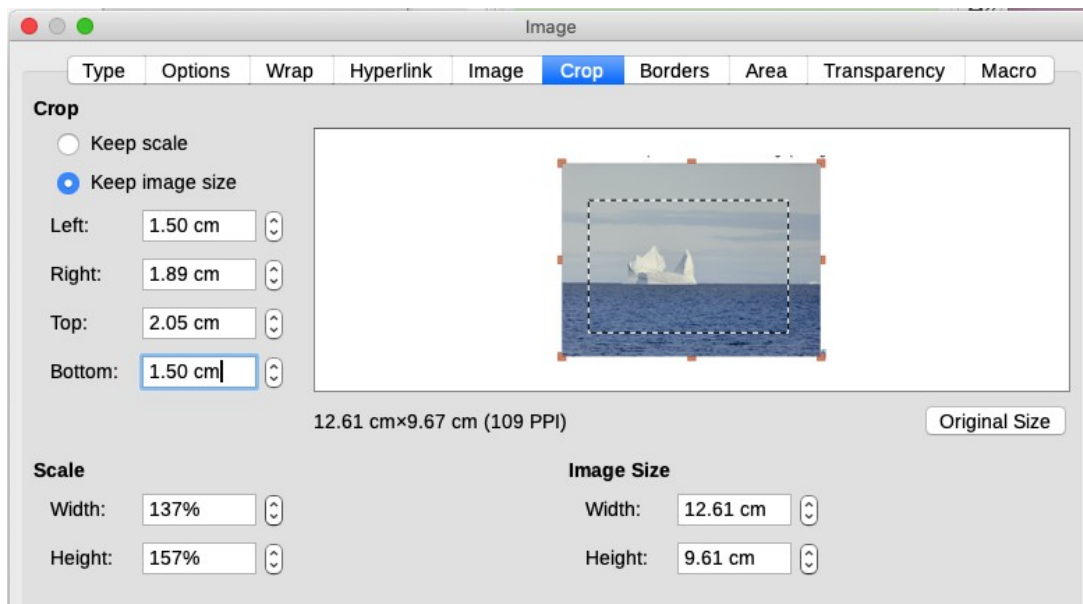 Image
Type Options Wrap Hyperlink Image Crop Borders Area Transparency Macro
Crop
Keep scale
Keep image size
Left: 1.50 cm
Right: 1.89 cm
Top: 2.05 cm
Bottom: 1.50 cm
12.61 cm×9.67 cm (109 PPI)
Original Size
Scale
Image Size
Width: 137%
Width: 12.61 cm
Height: 157%
Height: 9.61 cm